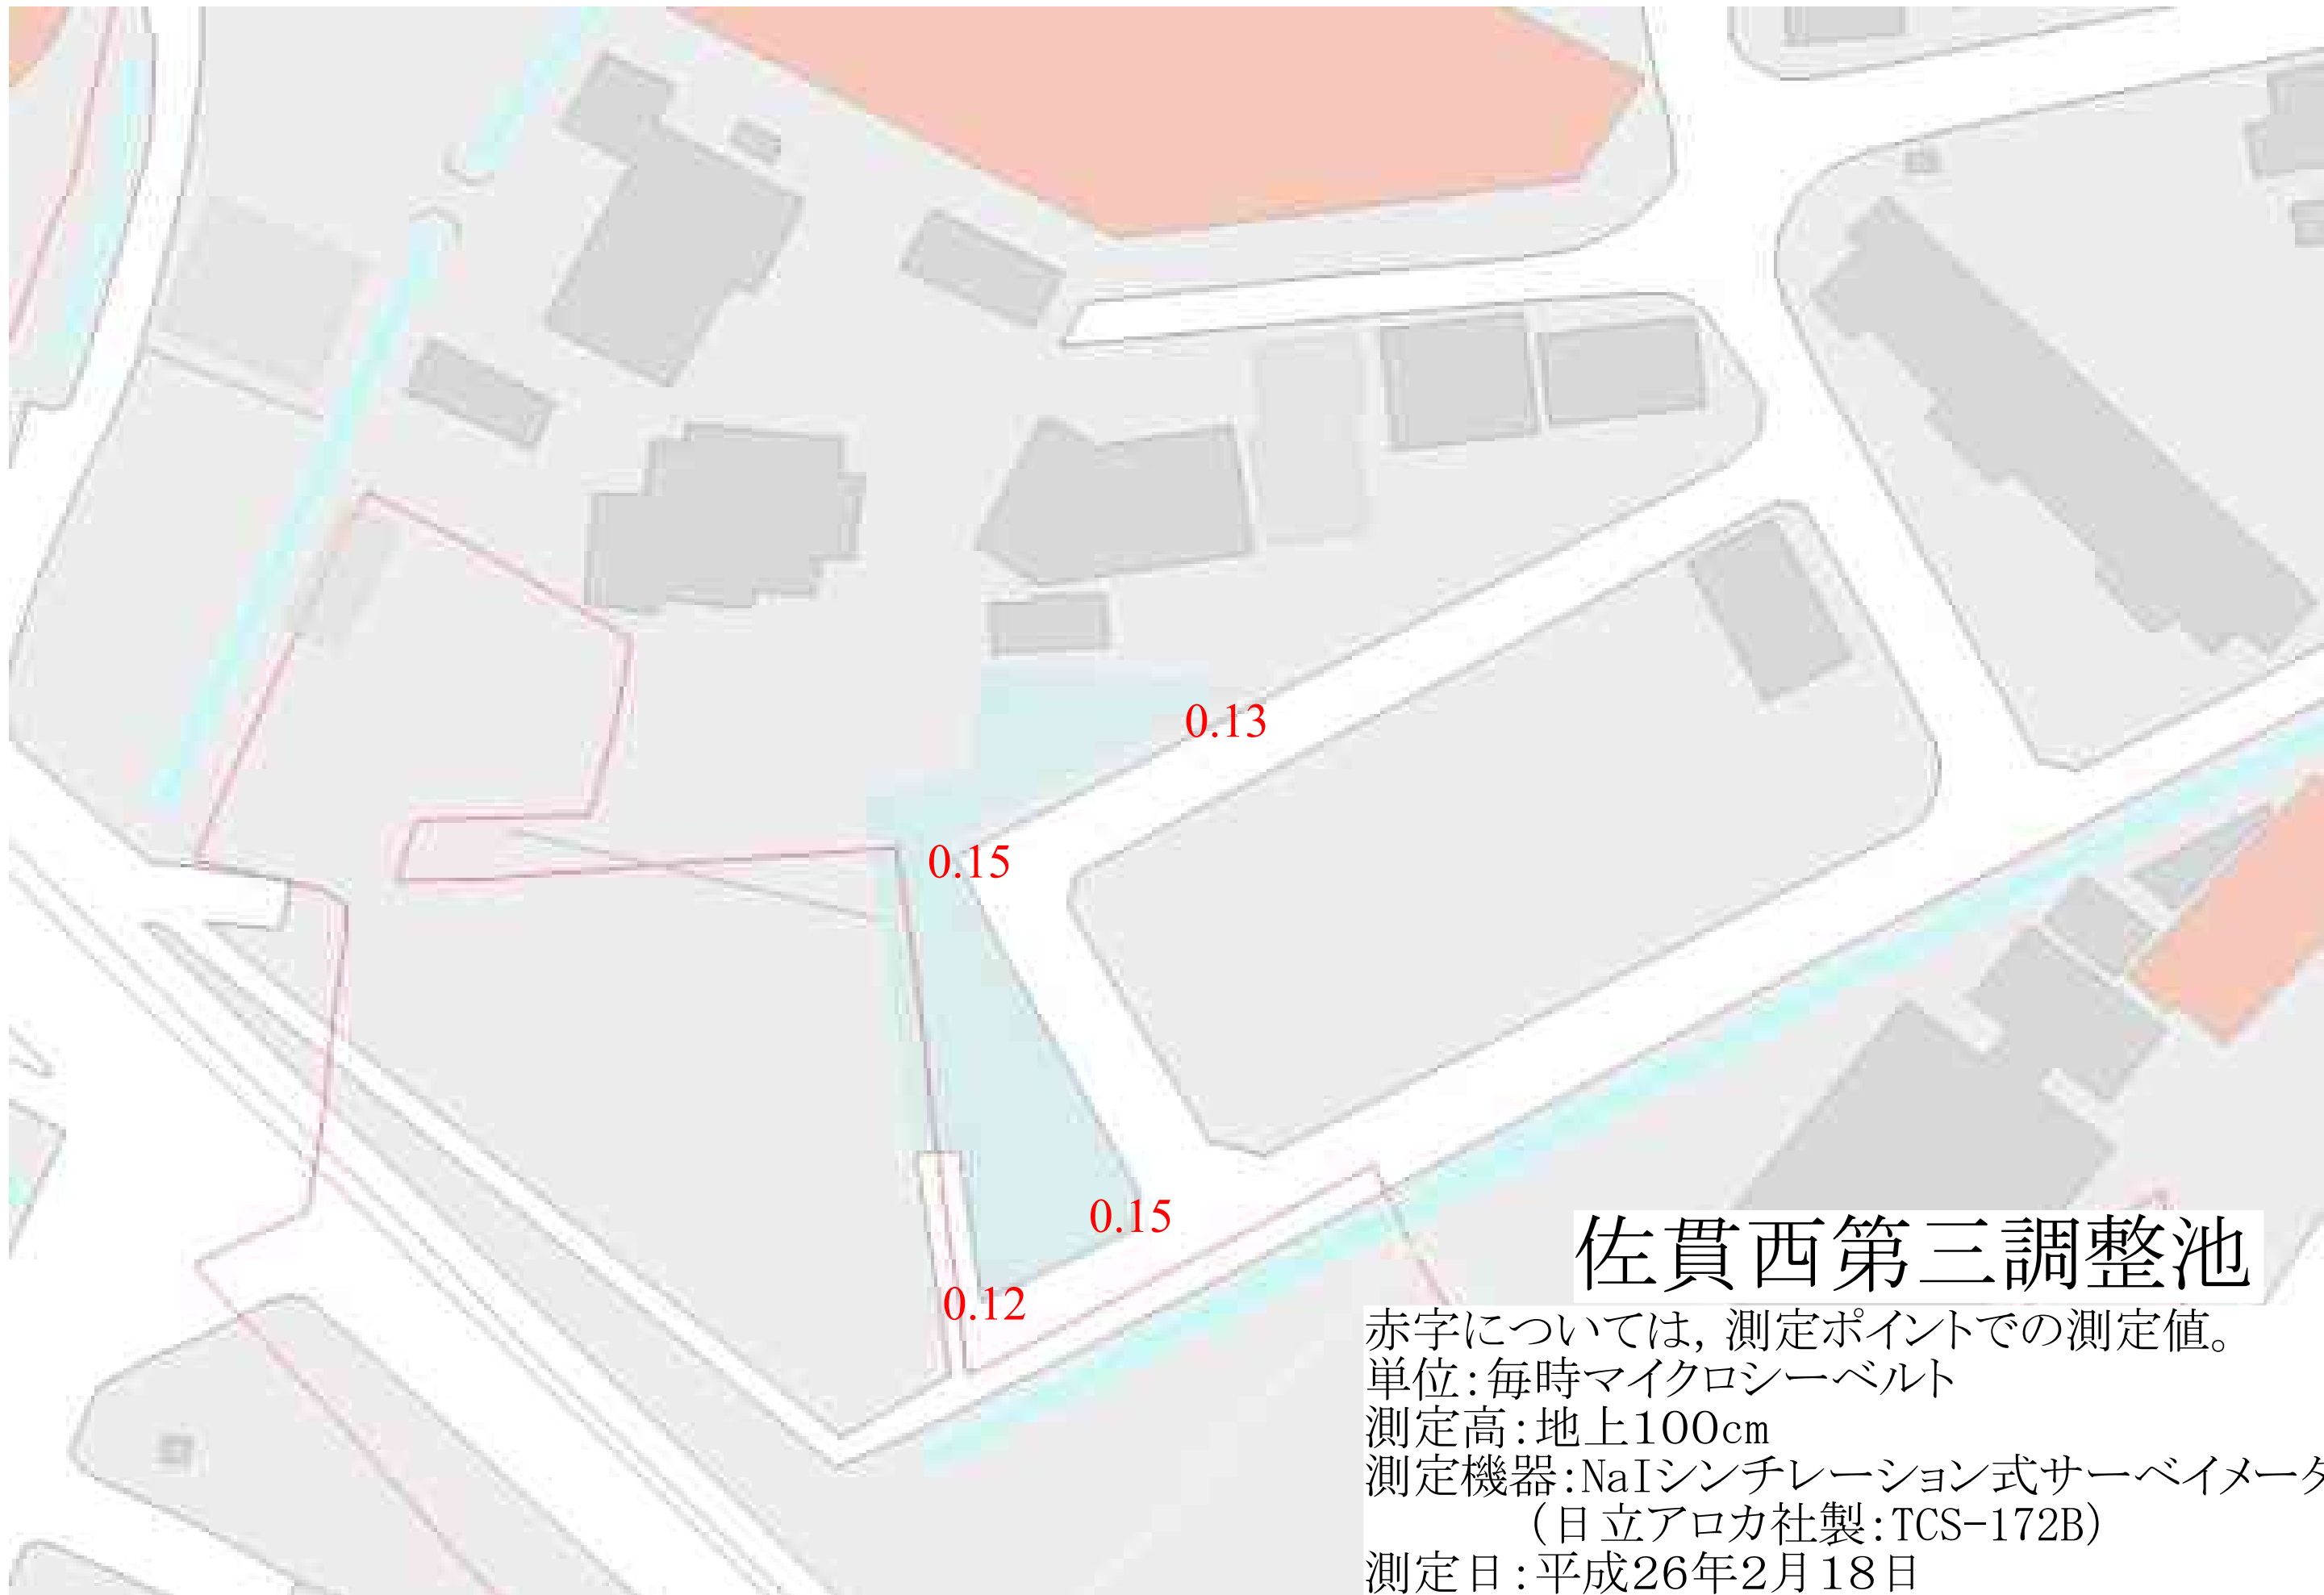 0.13
0.15
0.15
0.12
佐貫西第三調整池
赤字については, 測定ポイントでの測定値。
単位:毎時マイクロシーベルト
測定高:地上100cm
測定機器:NaIシンチレーション式サーベイメータ
(日立アロカ社製:TCS-172B)
測定日:平成26年2月18日